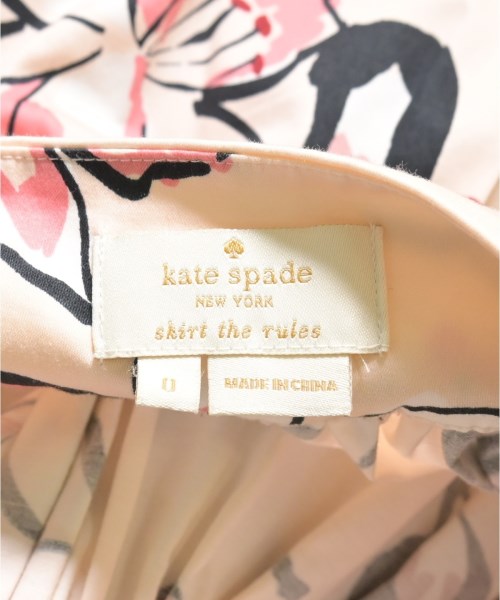 kate spade
NEW YORK
skirt the rules
0
MADE IN CHINA